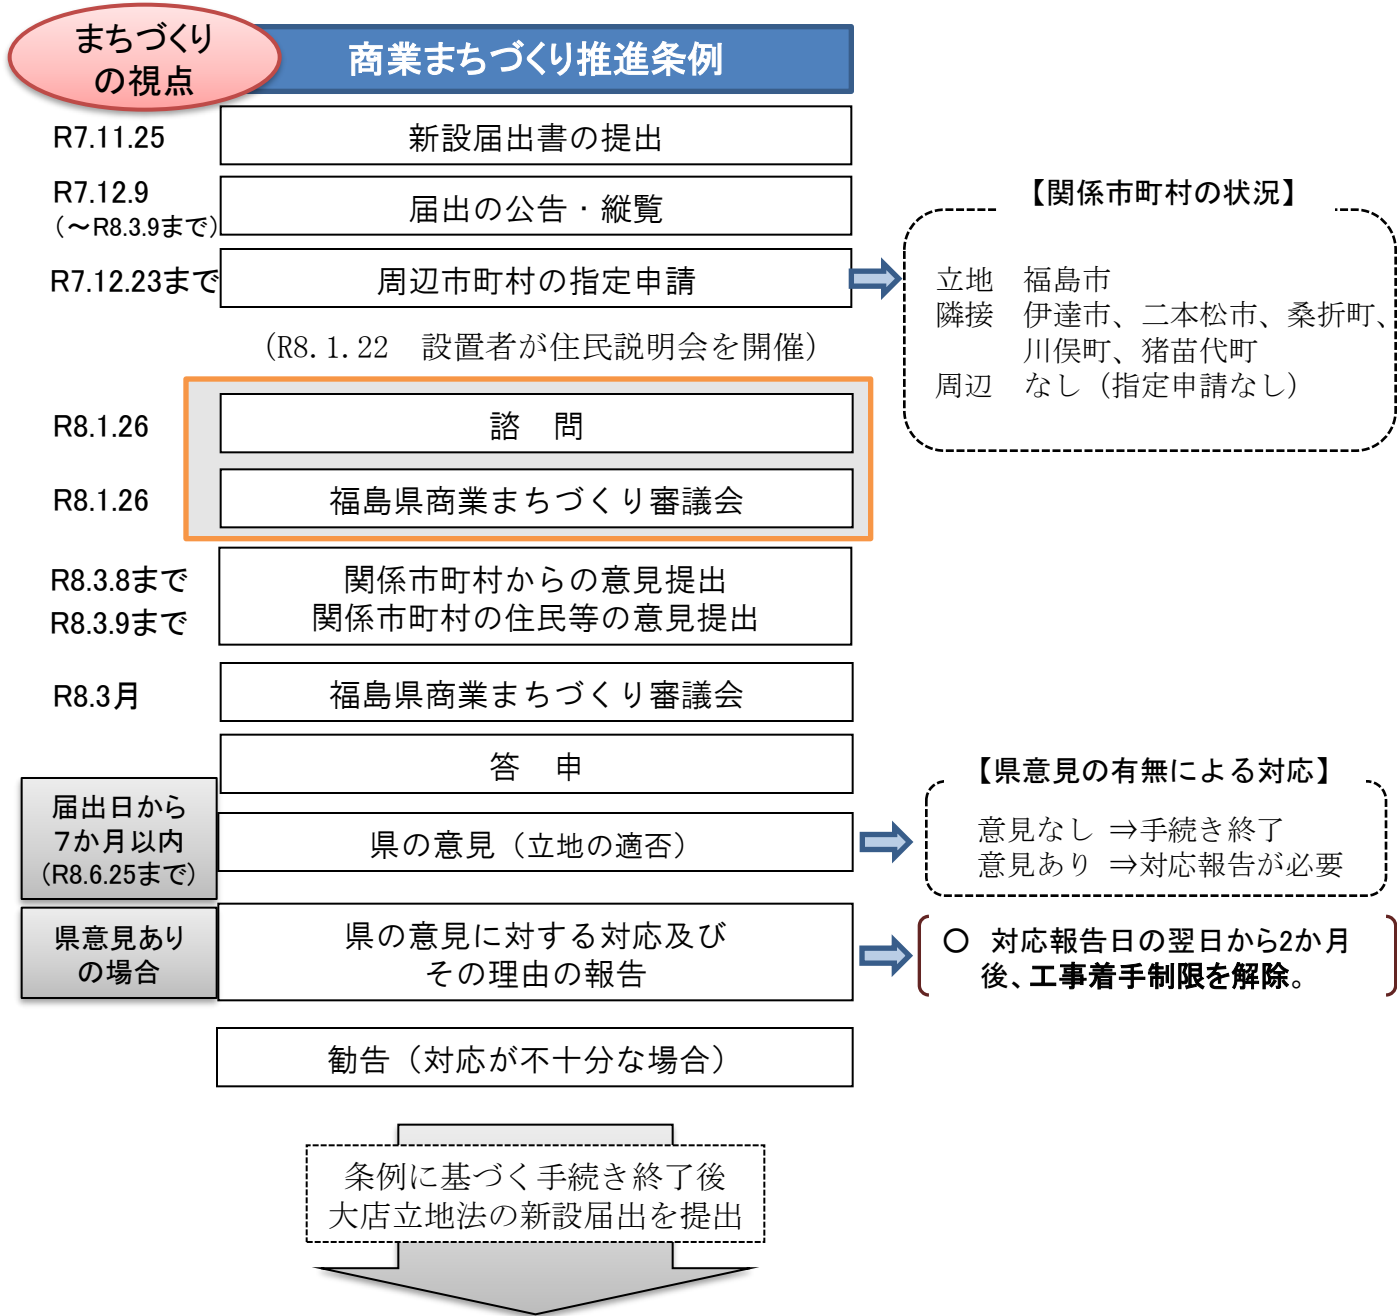 まちづくり
の視点
商業まちづくり推進条例
R7.11.25
新設届出書の提出
R7.12.9
(～R8.3.9まで)
届出の公告・縦覧
R7.12.23まで
周辺市町村の指定申請
【関係市町村の状況】
立地　福島市
隣接　伊達市、二本松市、桑折町、
川俣町、猪苗代町
周辺　なし（指定申請なし）
（R8.1.22　設置者が住民説明会を開催）
R8.1.26
諮　問
R8.1.26
福島県商業まちづくり審議会
R8.3.8まで
関係市町村からの意見提出
R8.3.9まで
関係市町村の住民等の意見提出
R8.3月
福島県商業まちづくり審議会
答　申
届出日から
７か月以内
(R8.6.25まで)
県の意見（立地の適否）
【県意見の有無による対応】
意見なし ⇒手続き終了
意見あり ⇒対応報告が必要
県意見あり
の場合
県の意見に対する対応及び
その理由の報告
○　対応報告日の翌日から2か月
後、工事着手制限を解除。
勧告（対応が不十分な場合）
条例に基づく手続き終了後
大店立地法の新設届出を提出